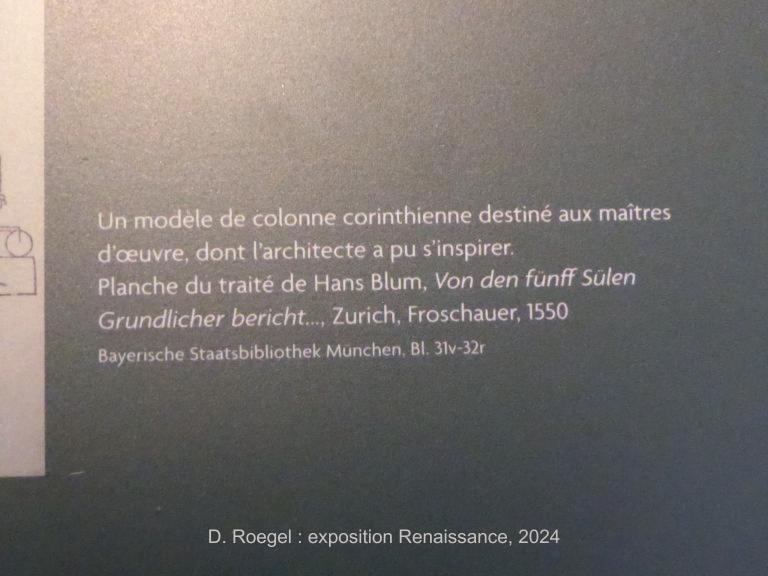 Un modèle de colonne corinthienne destiné aux maîtres
d'œuvre, dont l'architecte a pu s'inspirer.
Planche du traité de Hans Blum, Von den fünff Sülen
Grundlicher bericht..., Zurich, Froschauer, 1550
Bayerische Staatsbibliothek München, Bl. 31v-32r
D. Roegel : exposition Renaissance, 2024